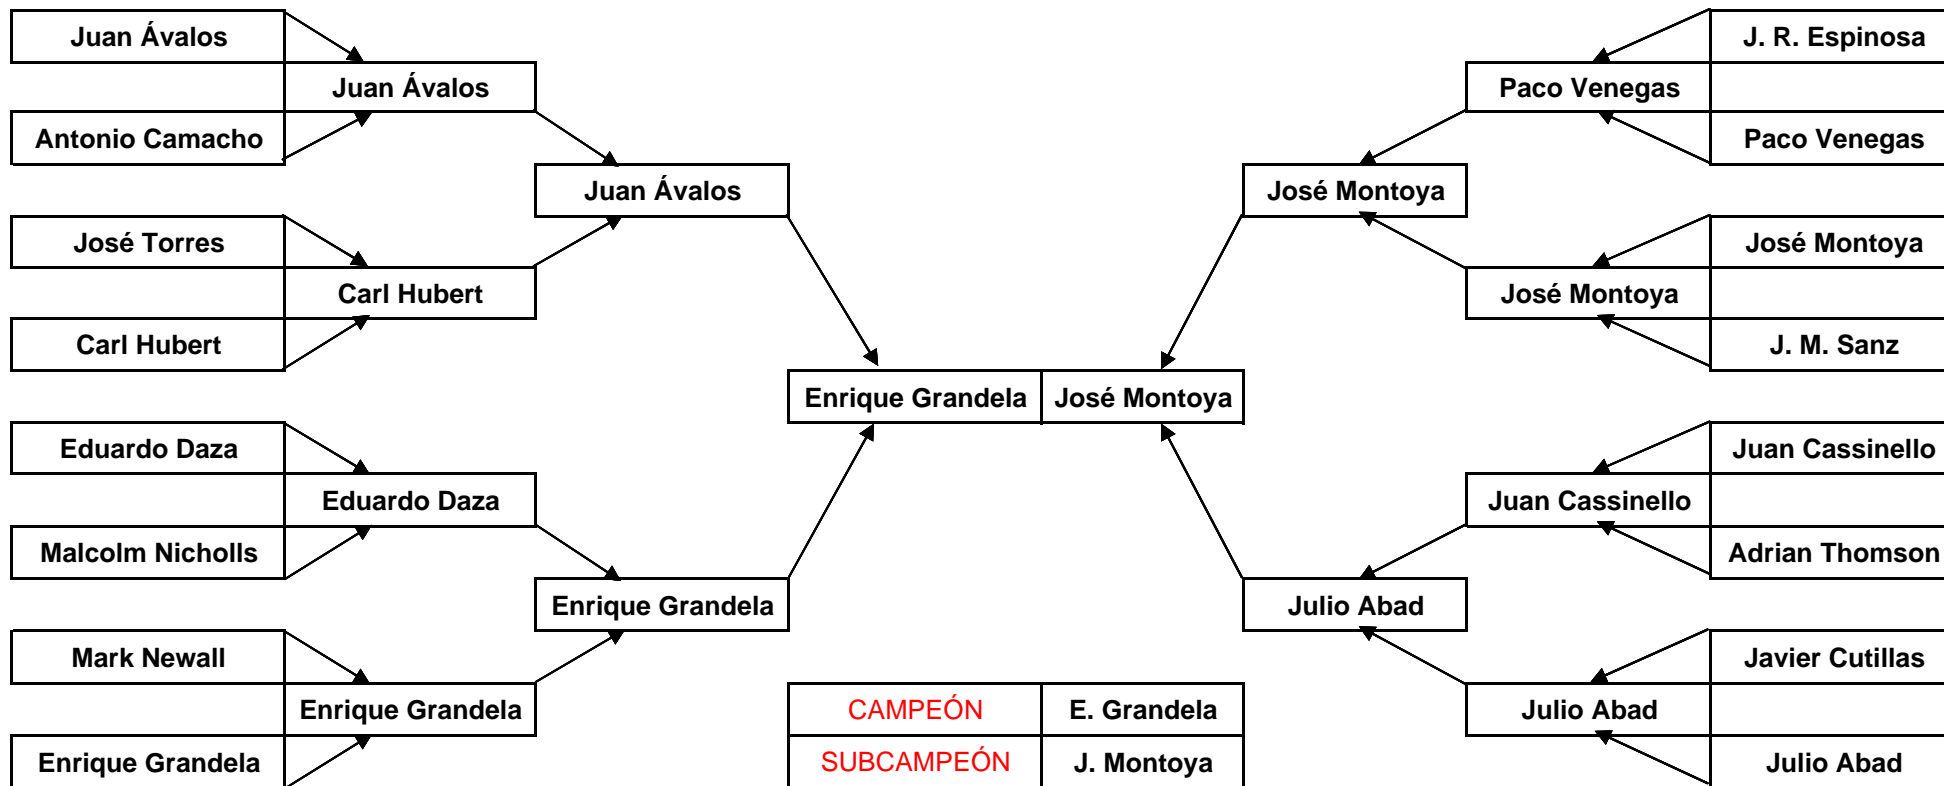 Juan Ávalos J. R. Espinosa
Juan Ávalos Paco Venegas
Antonio Camacho Paco Venegas
Juan Ávalos José Montoya
José Torres José Montoya
Carl Hubert José Montoya
Carl Hubert J. M. Sanz
Enrique Grandela José Montoya
Eduardo Daza Juan Cassinello
Eduardo Daza Juan Cassinello
Malcolm Nicholls Adrian Thomson
Enrique Grandela Julio Abad
Mark Newall Javier Cutillas
Enrique Grandela CAMPEÓN E. Grandela Julio Abad
Enrique Grandela SUBCAMPEÓN J. Montoya Julio Abad